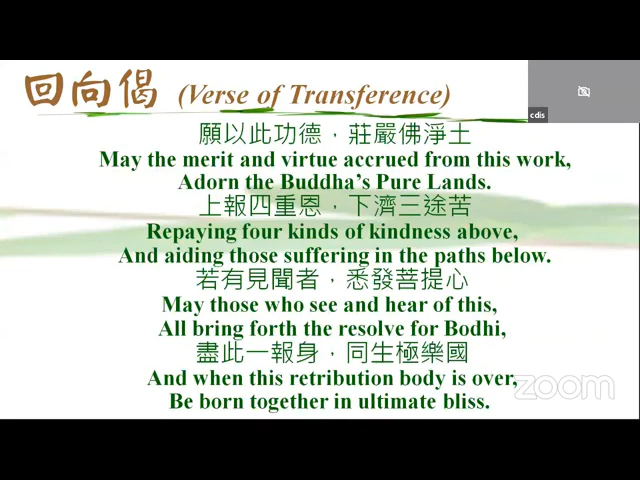 回向偈 (Verse of Transference)
cdis
願以此功德，莊嚴佛淨土
May the merit and virtue accrued from this work,
Adorn the Buddha's Pure Lands.
上報四重恩，下濟三途苦
Repaying four kinds of kindness above,
And aiding those suffering in the paths below.
若有見聞者，悉發菩提心
May those who see and hear of this,
All bring forth the resolve for Bodhi,
盡此一報身，同生極樂國
And when this retribution body is over,
Be born together in ultimate bliss.
zoom